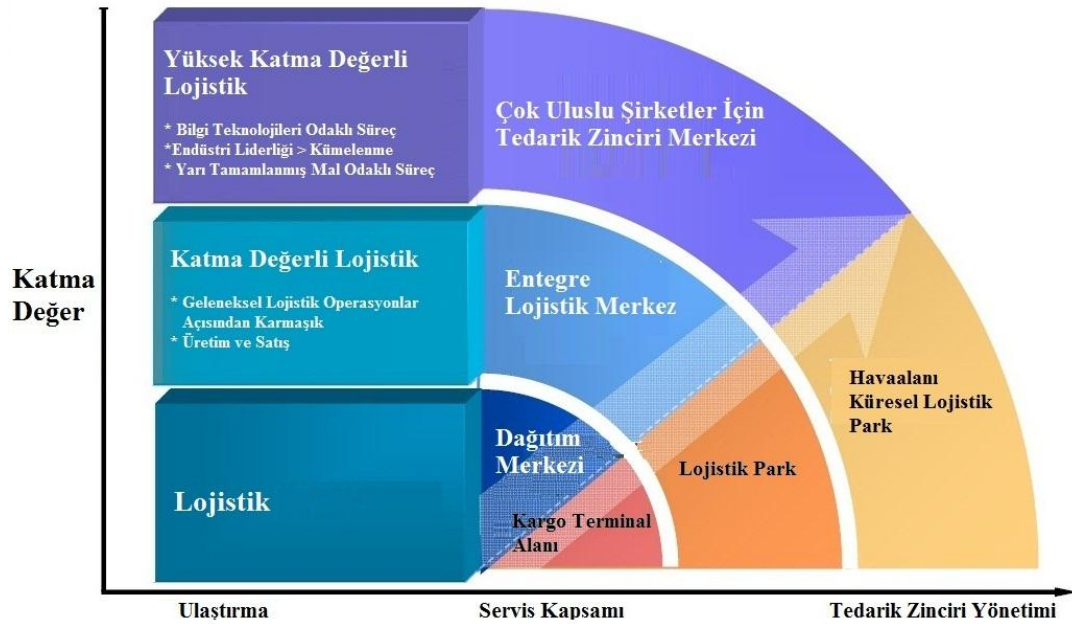 Yüksek Katma Değerli
Lojistik
* Bilgi Teknolojileri Odaklı Süreç
*Endüstri Liderliği > Kümelenme
* Yarı Tamamlanmış Mal Odaklı Süreç
Çok Uluslu Şirketler İçin
Tedarik Zinciri Merkezi
Katma
Değer
Katma Değerli Lojistik
* Geleneksel Lojistik Operasyonlar
Açısından Karmaşık
* Üretim ve Satış
Entegre
Lojistik Merkez
Havaalanı
Küresel Lojistik
Park
Lojistik
Dağıtım
Merkezi
Lojistik Park
Kargo Terminal
Alanı
Ulaştırma
Servis Kapsamı
Tedarik Zinciri Yönetimi